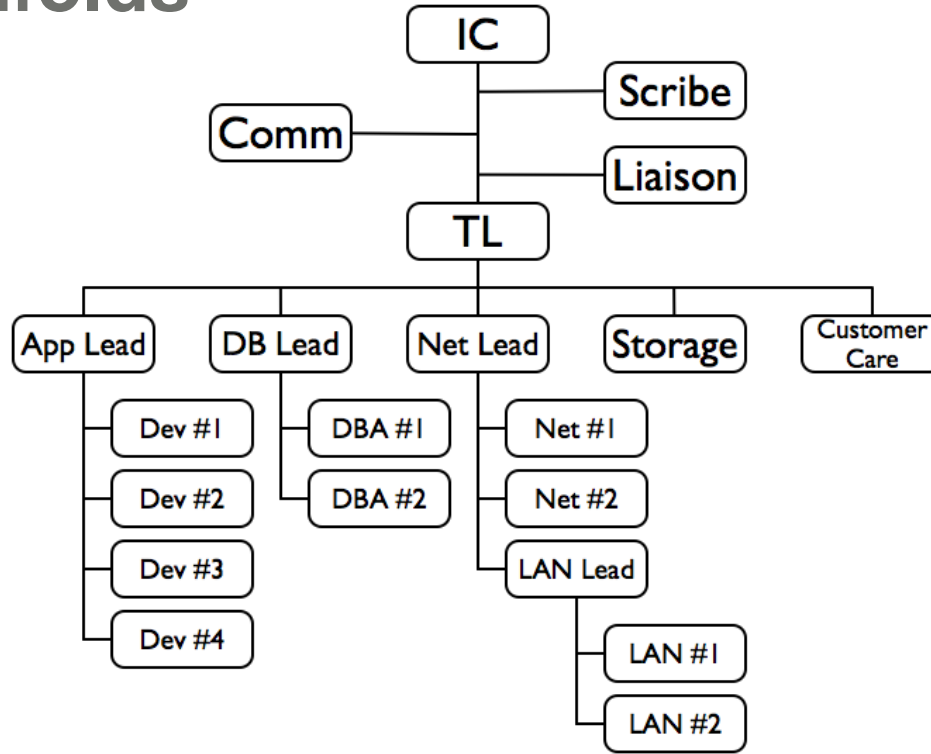 IC
Scribe
Comm
Liaison
TL
App Lead
DB Lead
Net Lead
Storage
Customer
Care
Dev #1
DBA #1
Net #1
Dev #2
DBA #2
Net #2
Dev #3
LAN Lead
Dev #4
LAN #1
LAN #2